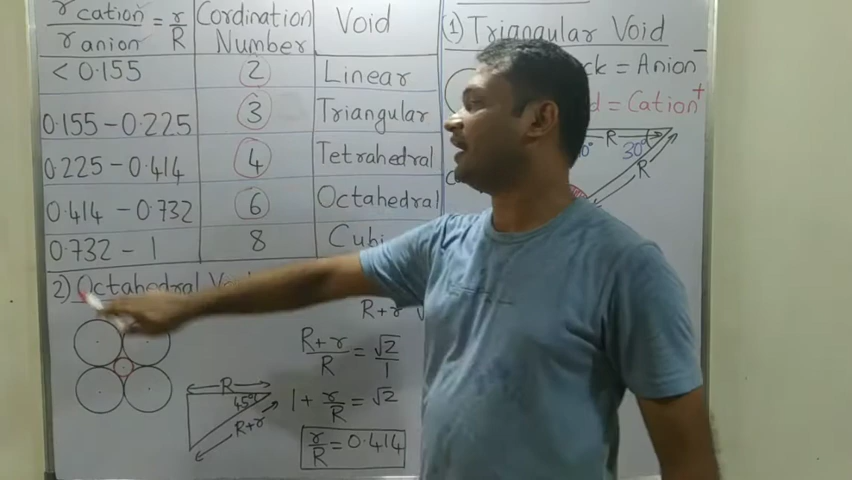 r cation / r anion = r/R Cordination Number Void
< 0.155 2 Linear
0.155 – 0.225 3 Triangular
0.225 – 0.414 4 Tetrahedral
0.414 – 0.732 6 Octahedral
0.732 – 1 8
(1) Triangular Void
= Anion⁻
= Cation⁺
R
30°
R
2) Octahedral
R+r
R+r / R = √2 / 1
R
45°
R+r
1 + r/R = √2
r/R = 0.414